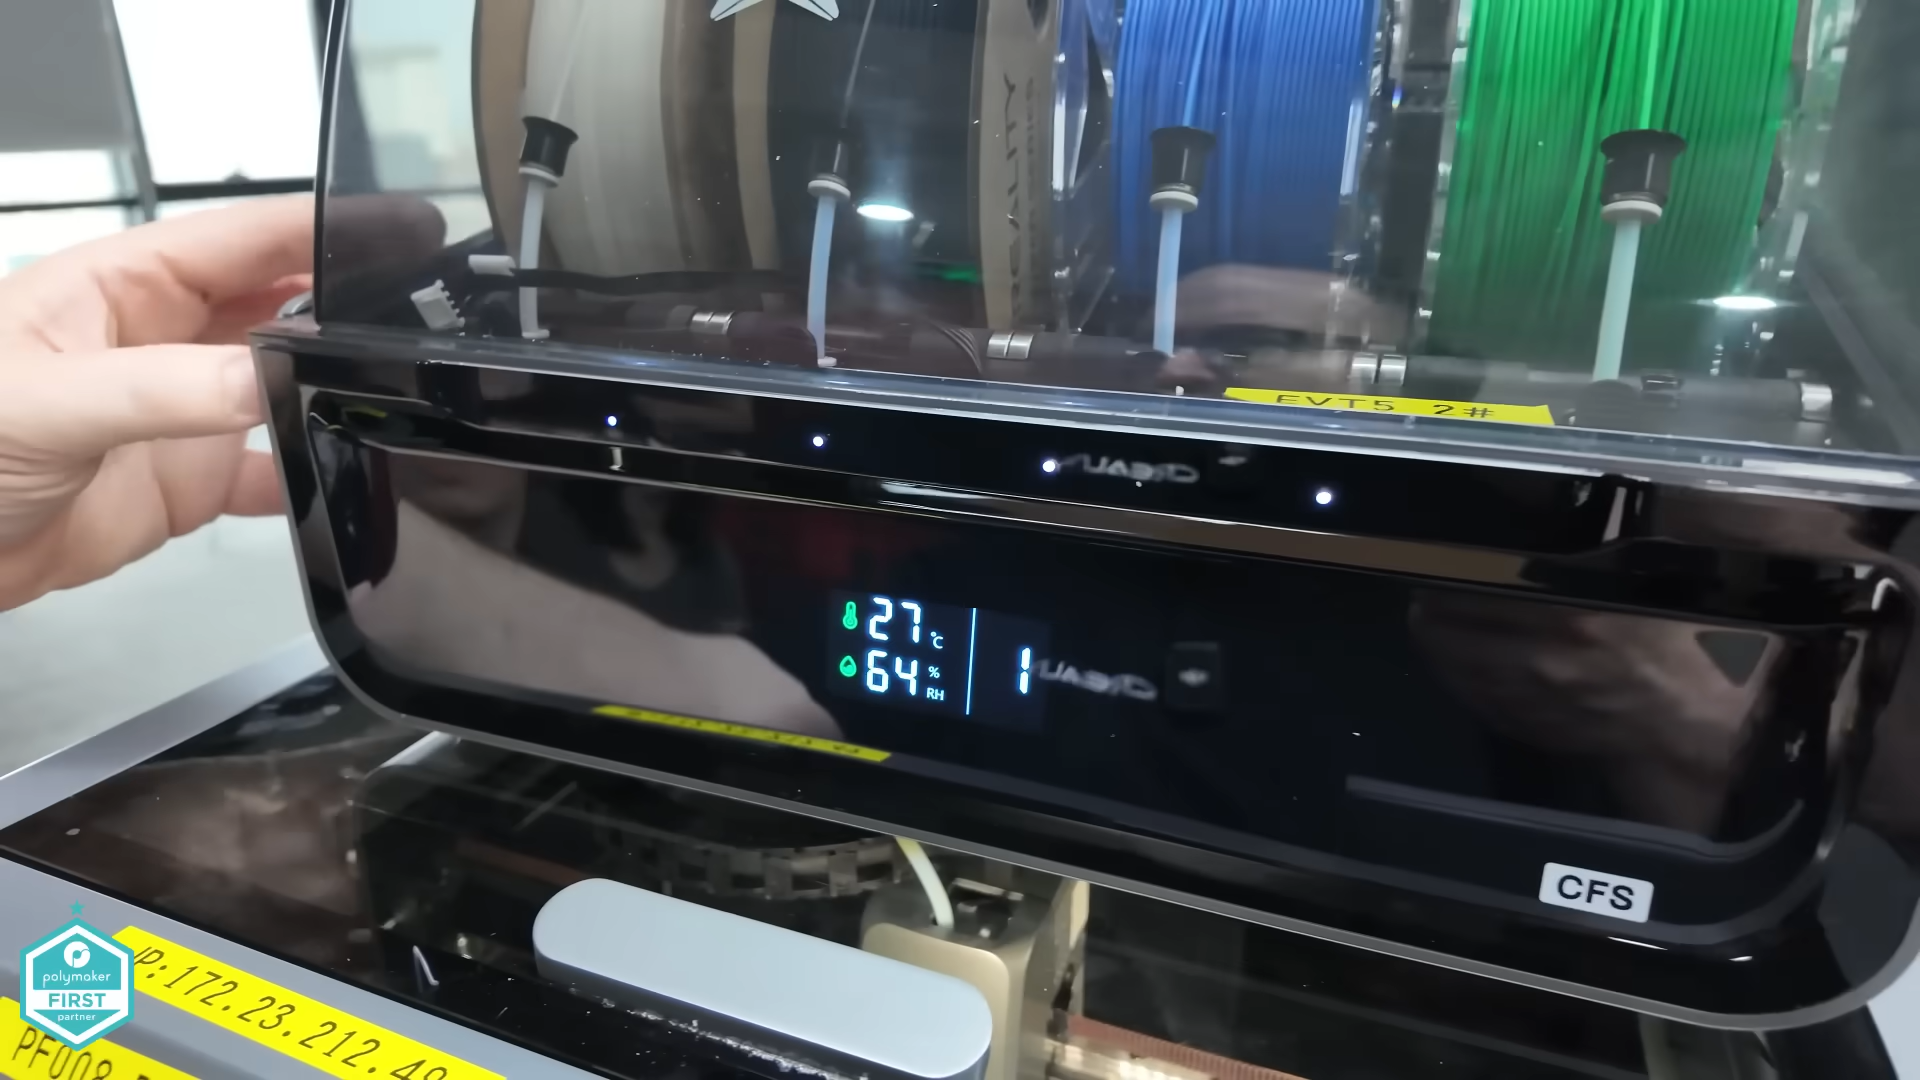 EVT5 2#
27 °C
64 % RH
1
CFS
polymaker
FIRST
partner
IP:172.23.212.48
PF008